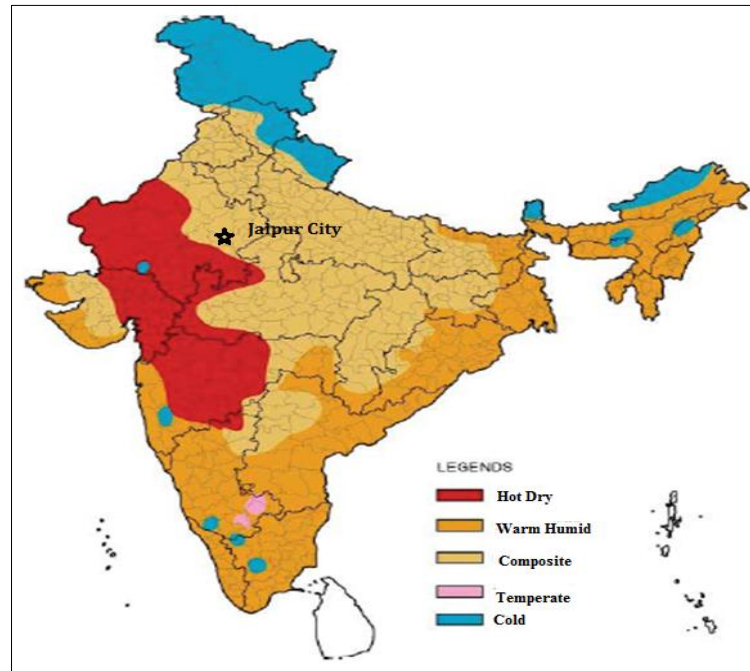 Jaipur City
LEGENDS
Hot Dry
Warm Humid
Composite
Temperate
Cold